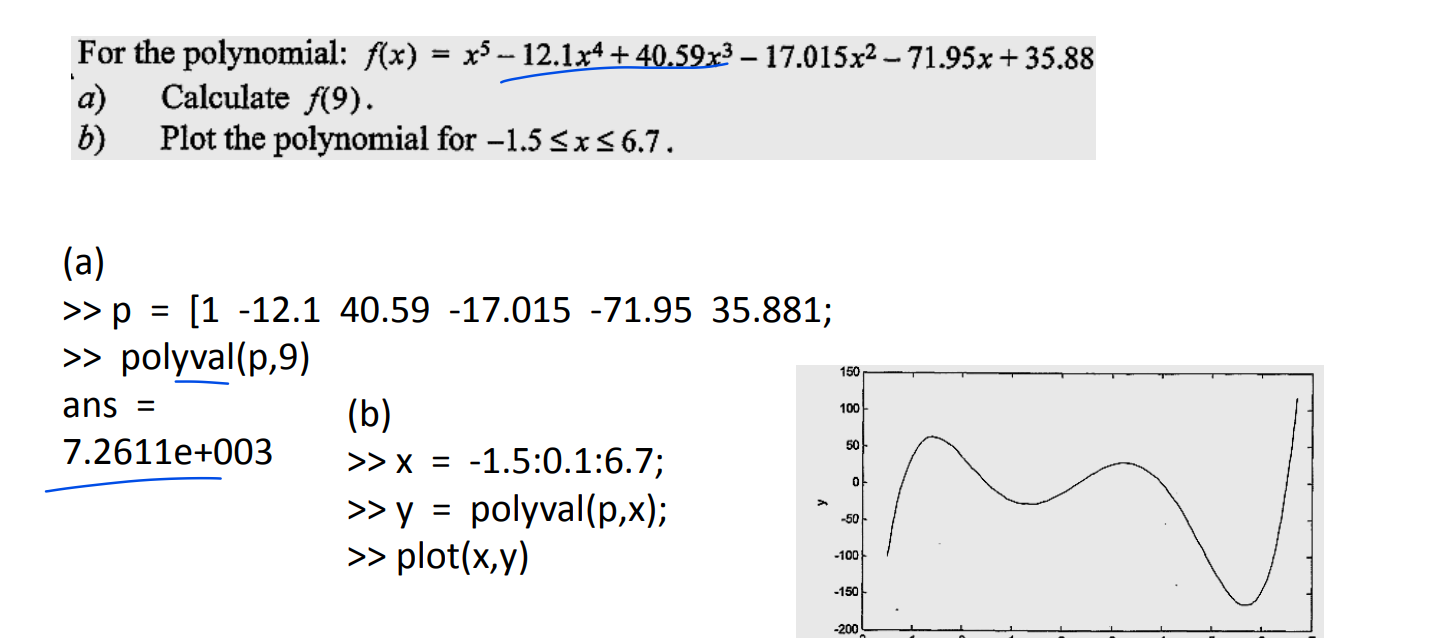 For the polynomial: f(x) = x⁵ – 12.1x⁴ + 40.59x³ – 17.015x² – 71.95x + 35.88
a) Calculate f(9).
b) Plot the polynomial for –1.5 ≤ x ≤ 6.7.
(a)
>> p = [1 -12.1 40.59 -17.015 -71.95 35.881;
>> polyval(p,9)
ans =
7.2611e+003
(b)
>> x = -1.5:0.1:6.7;
>> y = polyval(p,x);
>> plot(x,y)
150
100
50
0
-50
-100
-150
-200
y